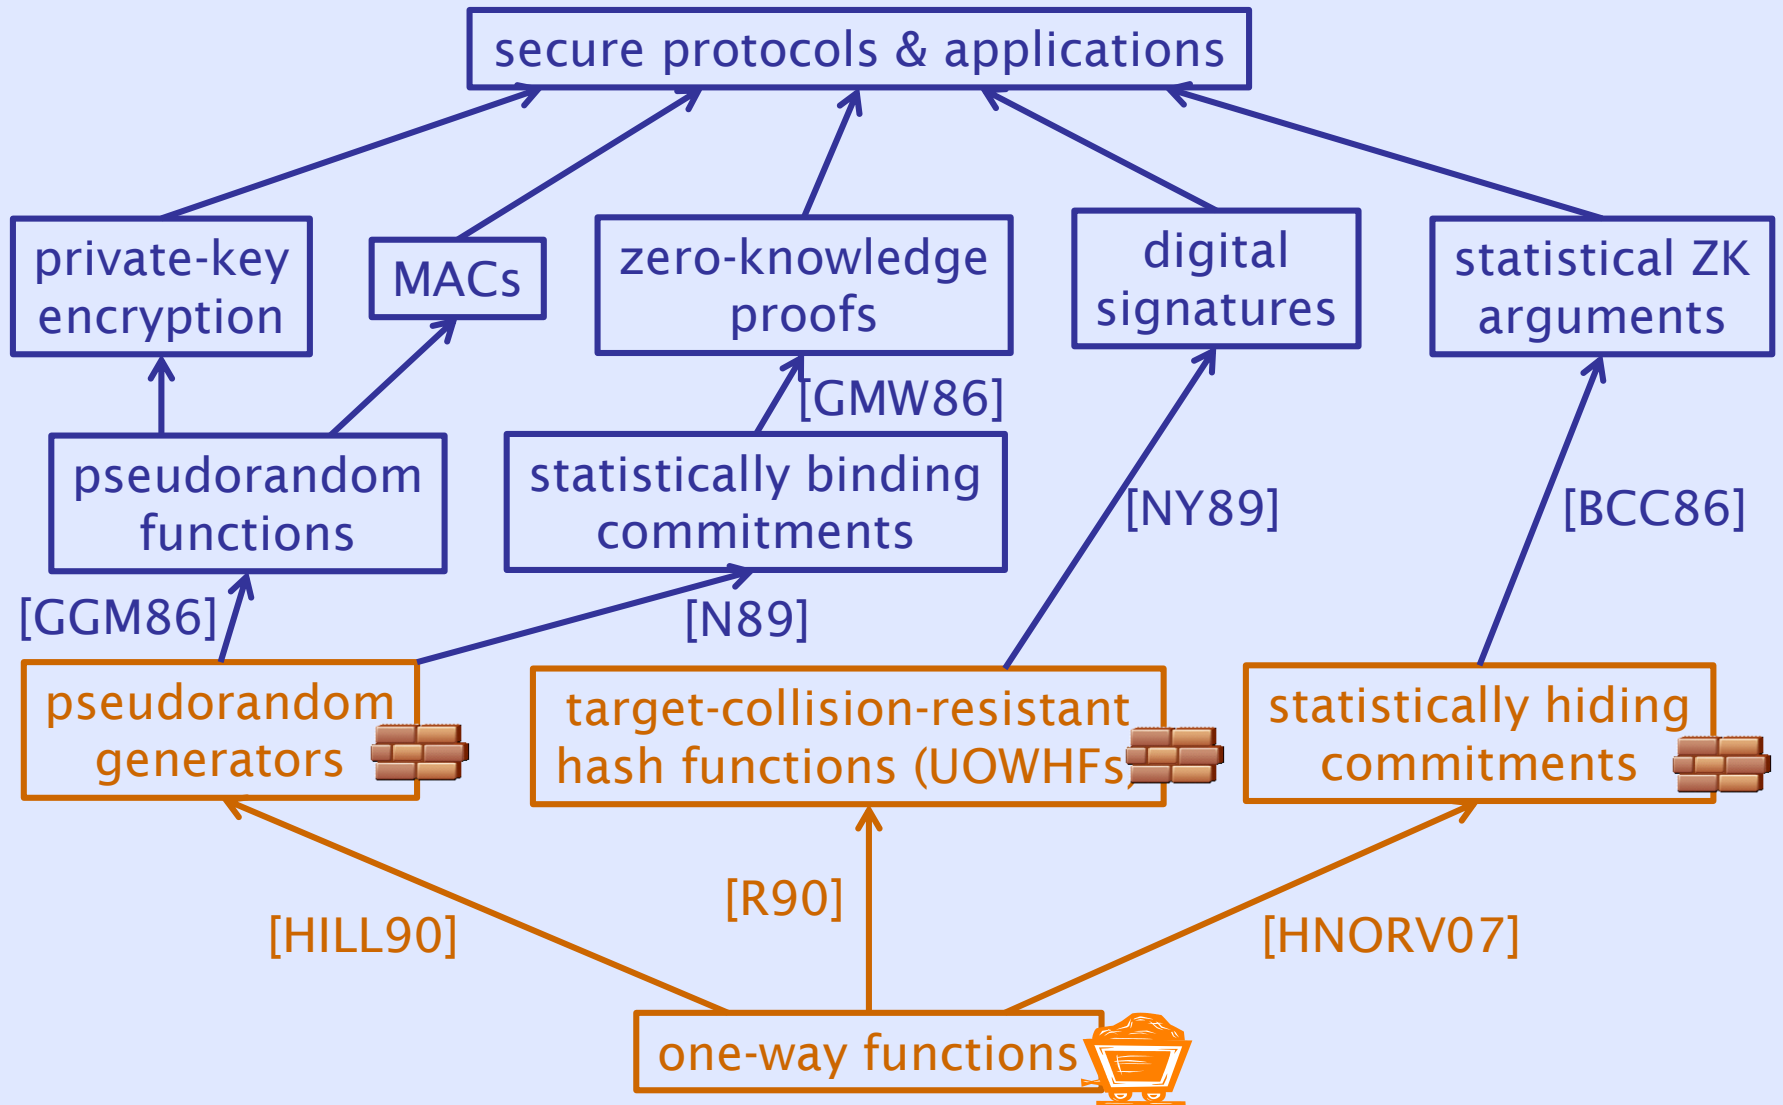 secure protocols & applications
private-key
encryption
MACs
zero-knowledge
proofs
digital
signatures
statistical ZK
arguments
[GMW86]
pseudorandom
functions
statistically binding
commitments
[NY89]
[BCC86]
[GGM86]
[N89]
pseudorandom
generators
target-collision-resistant
hash functions (UOWHFs)
statistically hiding
commitments
[HILL90]
[R90]
[HNORV07]
one-way functions